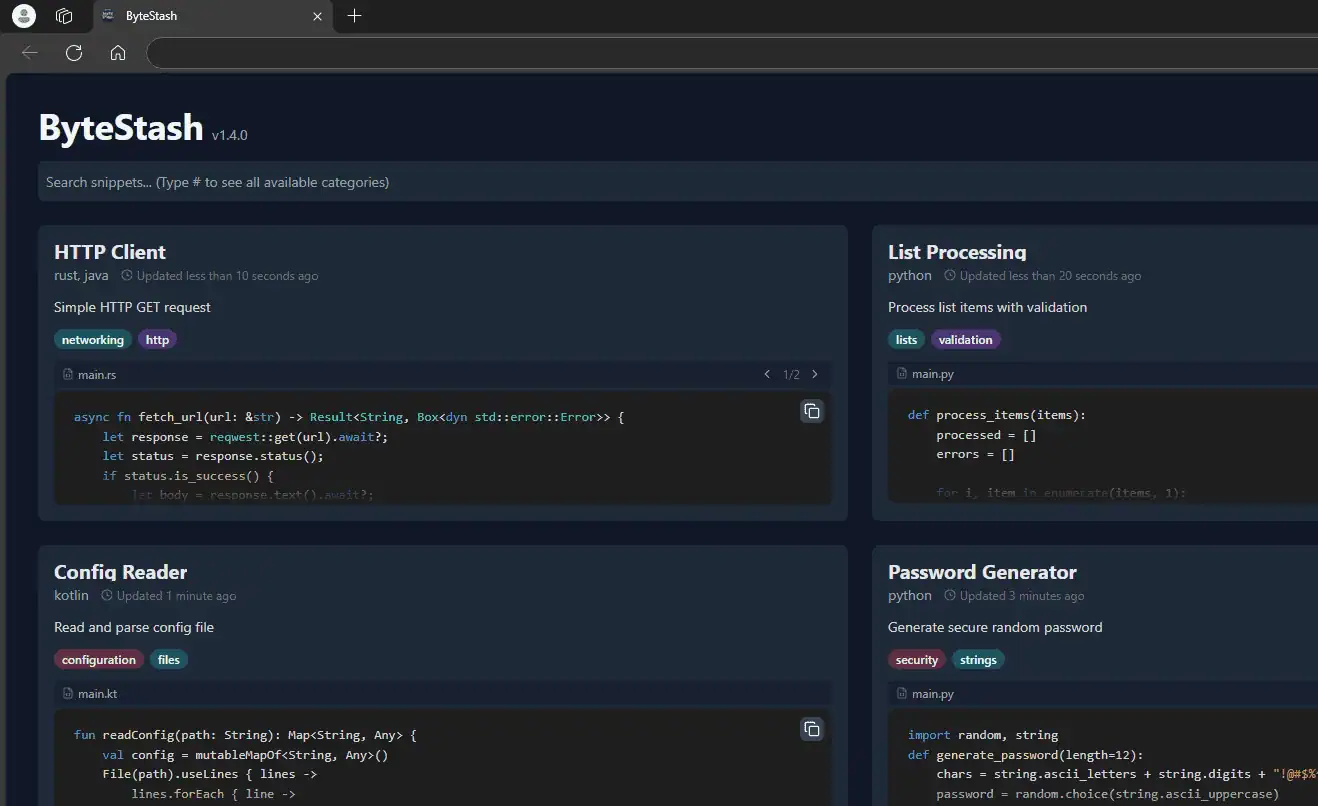 ByteStash
ByteStash v1.4.0
Search snippets... (Type # to see all available categories)
HTTP Client
rust, java Updated less than 10 seconds ago
Simple HTTP GET request
networking http
main.rs 1/2
async fn fetch_url(url: &str) -> Result<String, Box<dyn std::error::Error>> {
    let response = reqwest::get(url).await?;
    let status = response.status();
    if status.is_success() {
        let body = response.text().await?;
List Processing
python Updated less than 20 seconds ago
Process list items with validation
lists validation
main.py
def process_items(items):
    processed = []
    errors = []
    for i, item in enumerate(items, 1):
Config Reader
kotlin Updated 1 minute ago
Read and parse config file
configuration files
main.kt
fun readConfig(path: String): Map<String, Any> {
    val config = mutableMapOf<String, Any>()
    File(path).useLines { lines ->
        lines.forEach { line ->
Password Generator
python Updated 3 minutes ago
Generate secure random password
security strings
main.py
import random, string
def generate_password(length=12):
    chars = string.ascii_letters + string.digits + "!@#$%
    password = random.choice(string.ascii_uppercase)